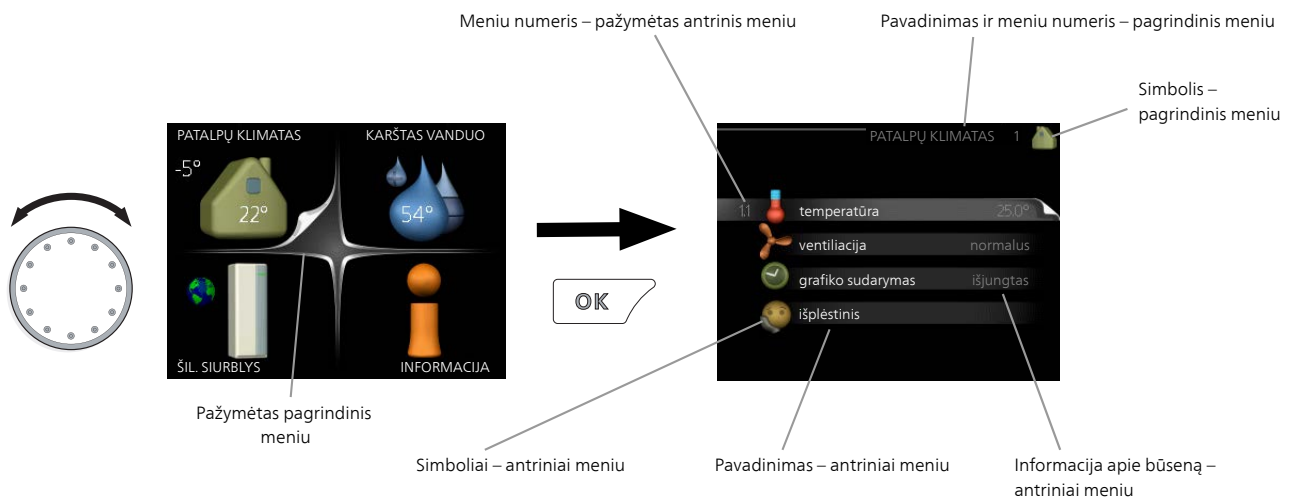 Meniu numeris – pažymėtas antrinis meniu
Pavadinimas ir meniu numeris – pagrindinis meniu
Simbolis –
pagrindinis meniu
PATALPŲ KLIMATAS
KARŠTAS VANDUO
-5°
22°
54°
ŠIL. SIURBLYS
INFORMACIJA
Pažymėtas pagrindinis
meniu
OK
PATALPŲ KLIMATAS 1
1.1 temperatūra 25.0°
ventiliacija normalus
grafiko sudarymas išjungtas
išplėstinis
Simboliai – antriniai meniu
Pavadinimas – antriniai meniu
Informacija apie būseną –
antriniai meniu